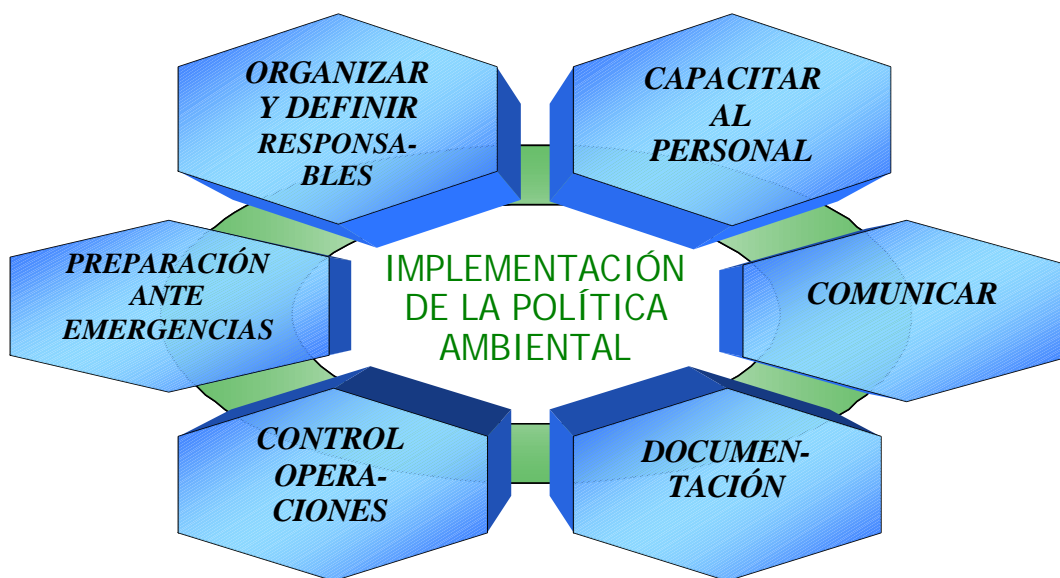 ORGANIZAR
Y DEFINIR
RESPONSA-
BLES
CAPACITAR
AL
PERSONAL
PREPARACIÓN
ANTE
EMERGENCIAS
IMPLEMENTACIÓN
DE LA POLÍTICA
AMBIENTAL
COMUNICAR
CONTROL
OPERA-
CIONES
DOCUMEN-
TACIÓN